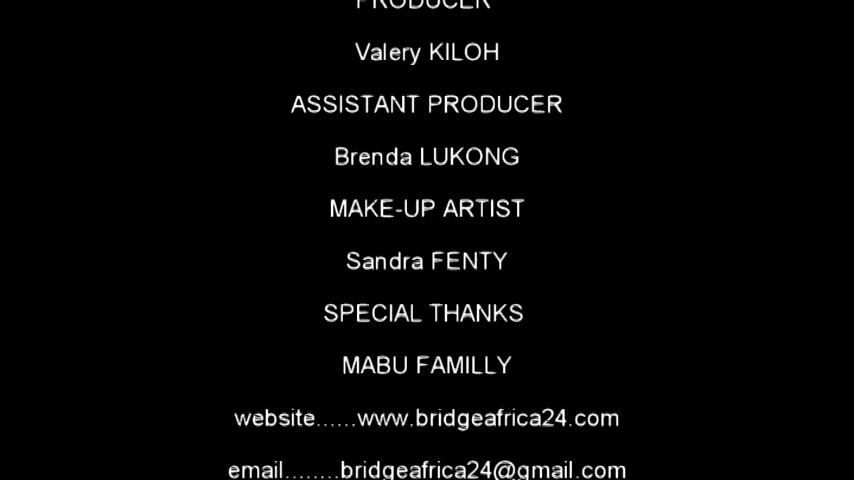 PRODUCER
Valery KILOH
ASSISTANT PRODUCER
Brenda LUKONG
MAKE-UP ARTIST
Sandra FENTY
SPECIAL THANKS
MABU FAMILLY
website......www.bridgeafrica24.com
email........bridgeafrica24@gmail.com